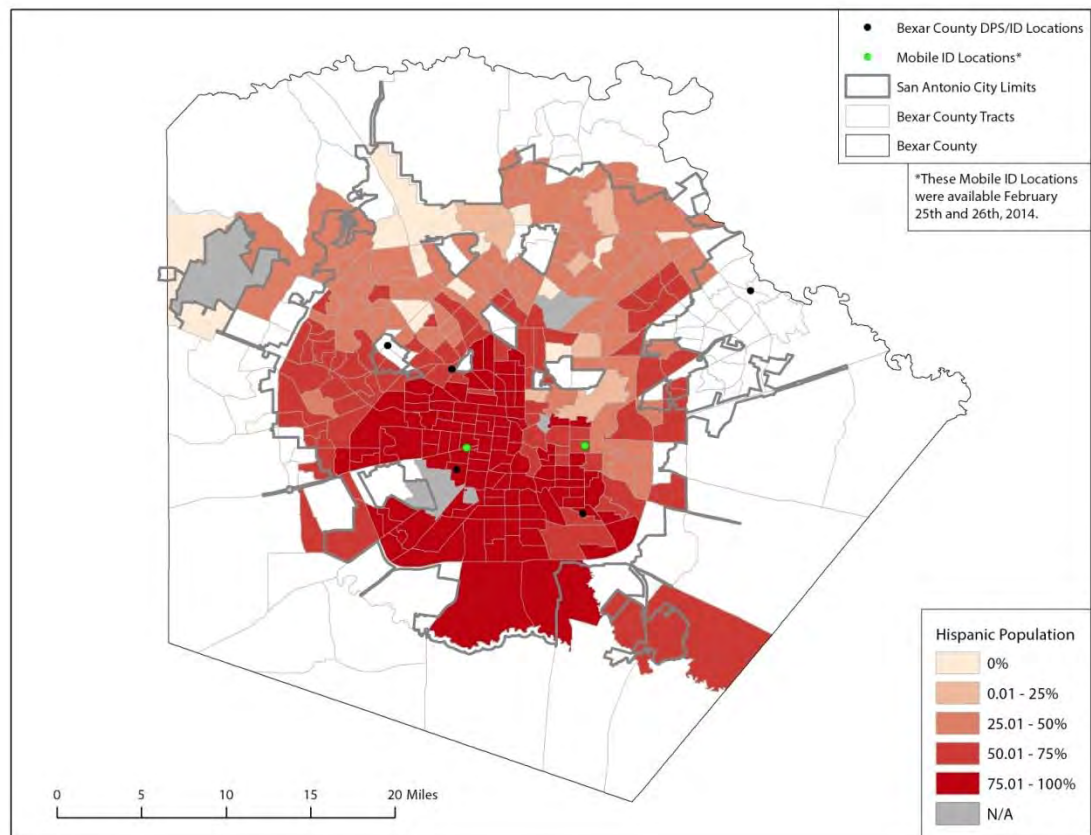 Bexar County DPS/ID Locations
Mobile ID Locations*
San Antonio City Limits
Bexar County Tracts
Bexar County
*These Mobile ID Locations
were available February
25th and 26th, 2014.
Hispanic Population
0%
0.01 - 25%
25.01 - 50%
50.01 - 75%
75.01 - 100%
N/A
0 5 10 15 20 Miles